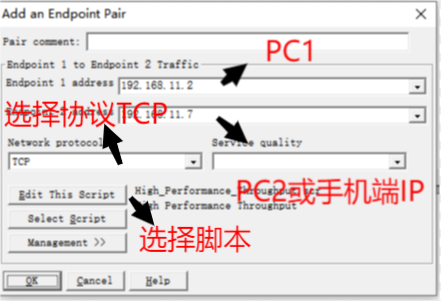 Add an Endpoint Pair
Pair comment:
PC1
Endpoint 1 to Endpoint 2 Traffic
Endpoint 1 address
192.168.11.2
选择协议TCP
address
192.168.11.7
Network protocol
Service quality
TCP
PC2或手机端IP
Edit This Script
High_Performance_Throughput.scr
High Performance Throughput
Select Script
选择脚本
Management >>
OK Cancel Help